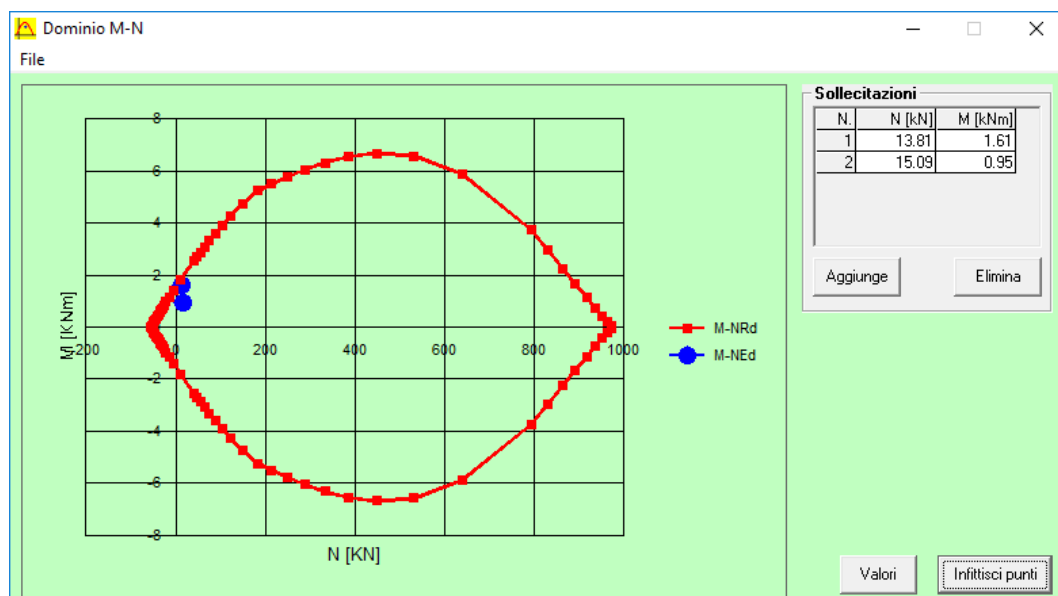 Dominio M-N
File
Sollecitazioni
N. N [kN] M [kNm]
1 13.81 1.61
2 15.09 0.95
Aggiunge Elimina
8
6
4
2
0
-2
-4
-6
-8
M [KNm]
-200 0 200 400 600 800 1000
N [KN]
M-NRd
M-NEd
Valori Infittisci punti